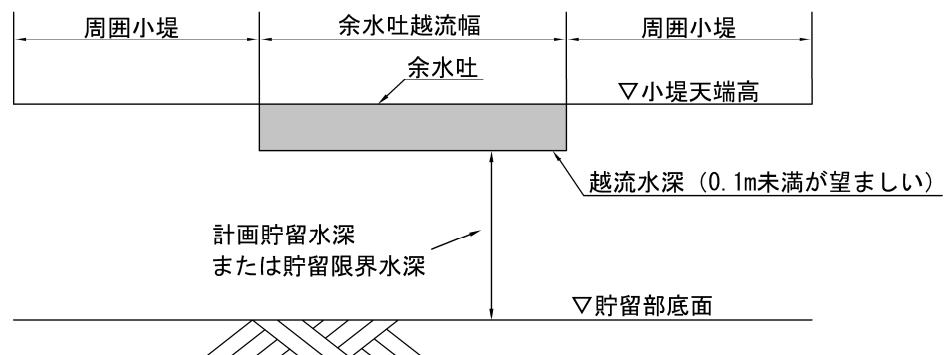 周囲小堤
余水吐越流幅
周囲小堤
余水吐
▽小堤天端高
越流水深（0.1m未満が望ましい）
計画貯留水深
または貯留限界水深
▽貯留部底面